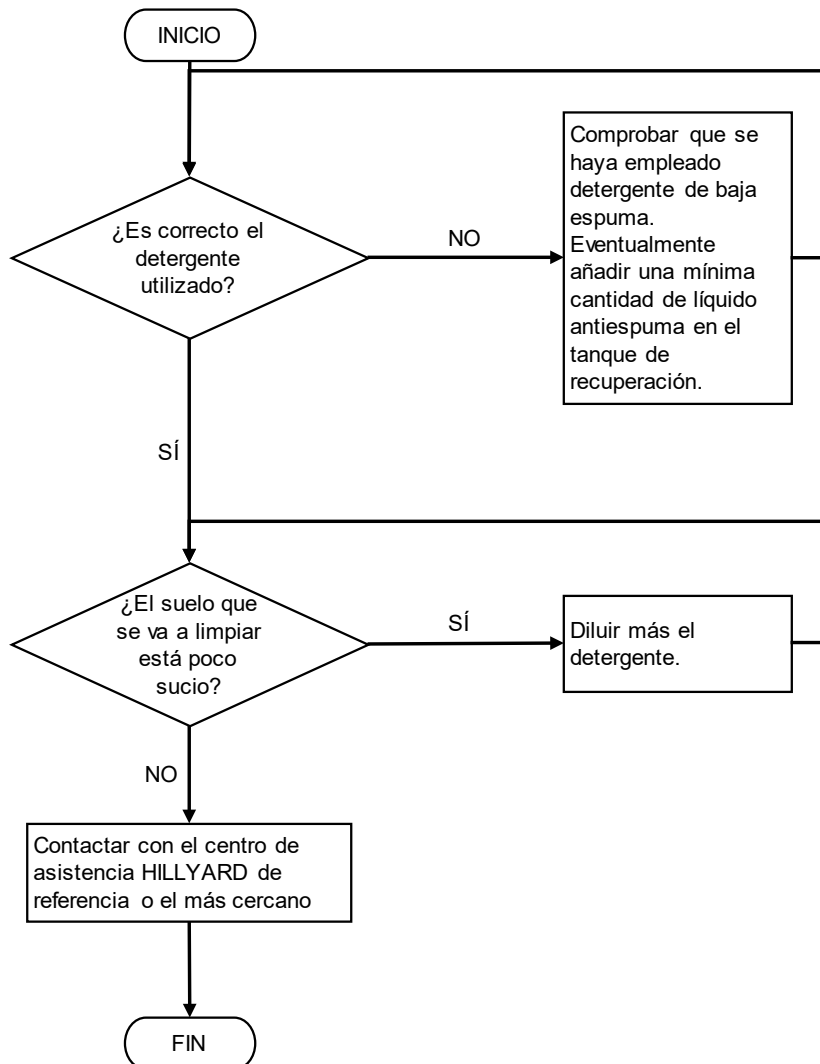 INICIO
¿Es correcto el
detergente
utilizado?
NO
Comprobar que se
haya empleado
detergente de baja
espuma.
Eventualmente
añadir una mínima
cantidad de líquido
antiespuma en el
tanque de
recuperación.
SÍ
¿El suelo que
se va a limpiar
está poco
sucio?
SÍ
Diluir más el
detergente.
NO
Contactar con el centro de
asistencia HILLYARD de
referencia o el más cercano
FIN